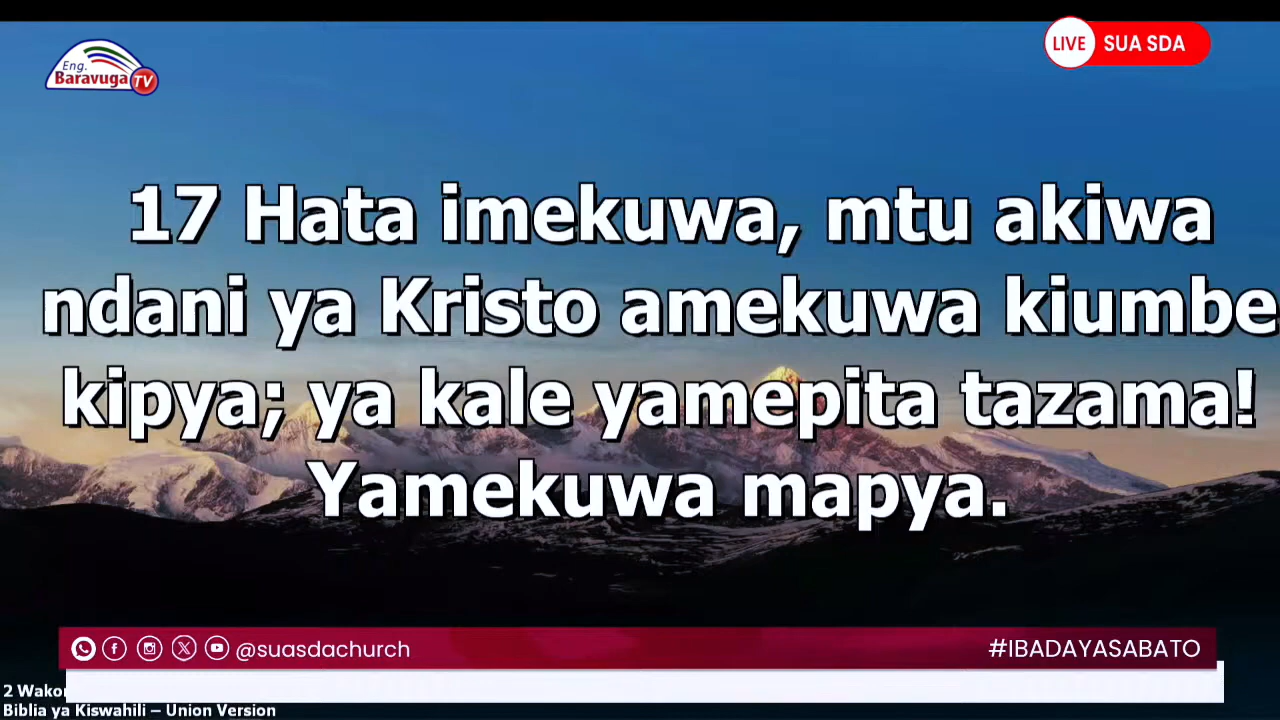 Eng.
Baravuga TV
LIVE SUA SDA
17 Hata imekuwa, mtu akiwa
ndani ya Kristo amekuwa kiumbe
kipya; ya kale yamepita tazama!
Yamekuwa mapya.
@suasdachurch
#IBADAYASABATO
2
Biblia ya Kiswahili – Union Version